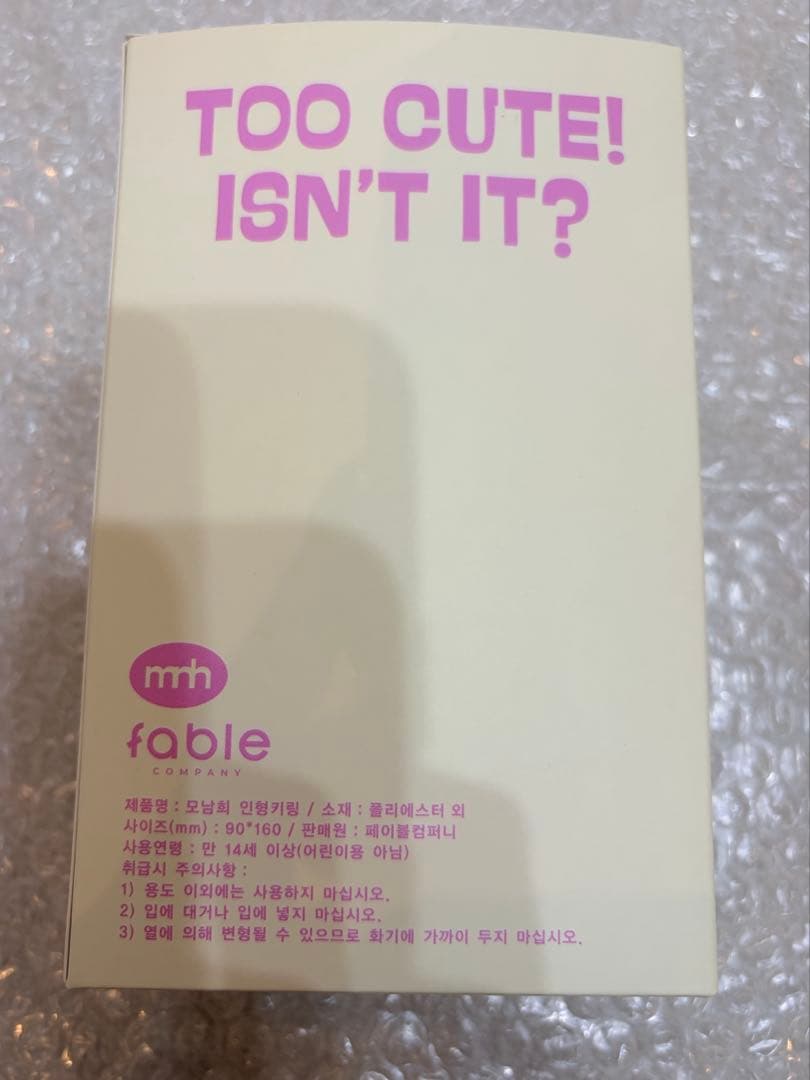 TOO CUTE!
ISN'T IT?
mnh
fable
COMPANY
제품명 : 모남희 인형키링 / 소재 : 폴리에스터 외
사이즈(mm) : 90*160 / 판매원 : 페이블컴퍼니
사용연령 : 만 14세 이상(어린이용 아님)
취급시 주의사항 :
1) 용도 이외에는 사용하지 마십시오.
2) 입에 대거나 입에 넣지 마십시오.
3) 열에 의해 변형될 수 있으므로 화기에 가까이 두지 마십시오.